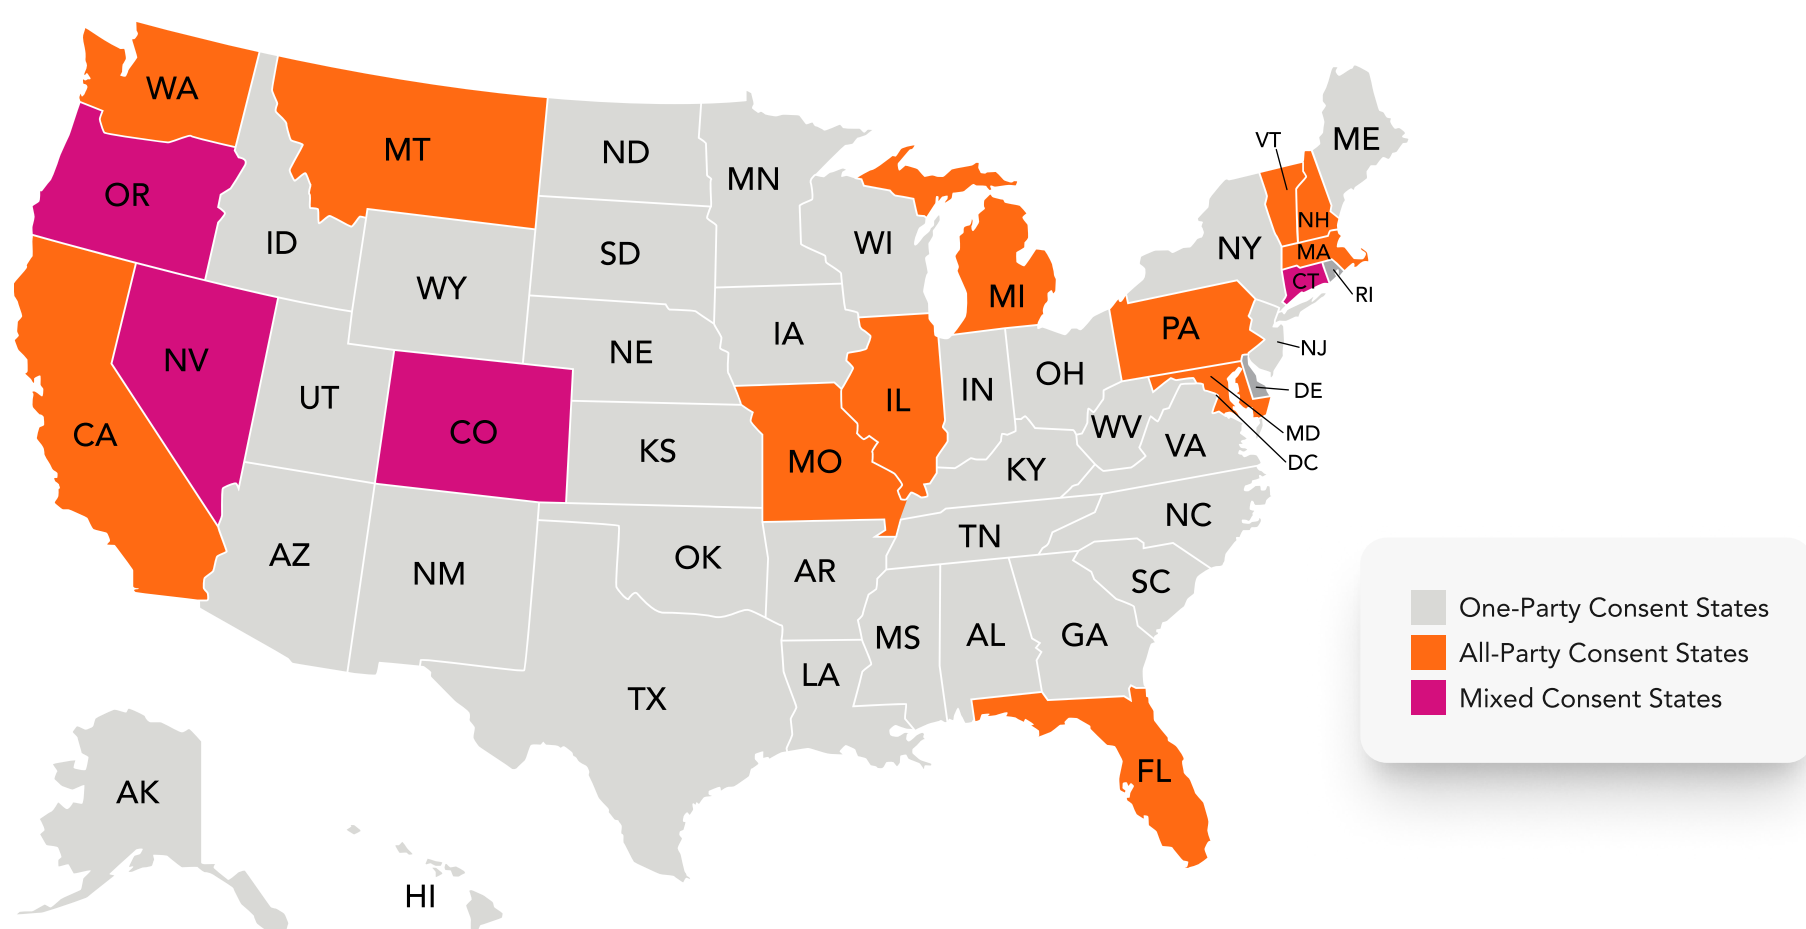 WA
MT
ND
MN
ME
VT
OR
ID
SD
WI
NY
NH
MA
CT
RI
WY
MI
IA
PA
NJ
NV
UT
NE
IN
OH
DE
CA
CO
KS
MO
IL
WV
VA
MD
DC
KY
AZ
NM
OK
AR
TN
NC
SC
MS
AL
GA
TX
LA
FL
AK
HI
One-Party Consent States
All-Party Consent States
Mixed Consent States